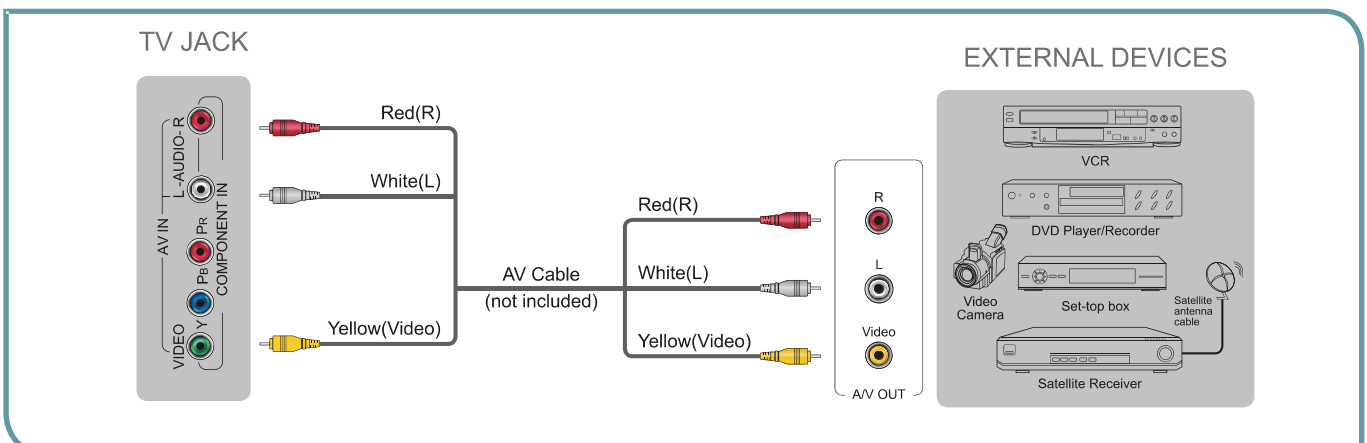 TV JACK
EXTERNAL DEVICES
AV IN
L-AUDIO-R
VIDEO
Y
PB
PR
COMPONENT IN
Red(R)
White(L)
Yellow(Video)
AV Cable
(not included)
Red(R)
White(L)
Yellow(Video)
R
L
Video
A/V OUT
VCR
DVD Player/Recorder
Video
Camera
Set-top box
Satellite
antenna
cable
Satellite Receiver